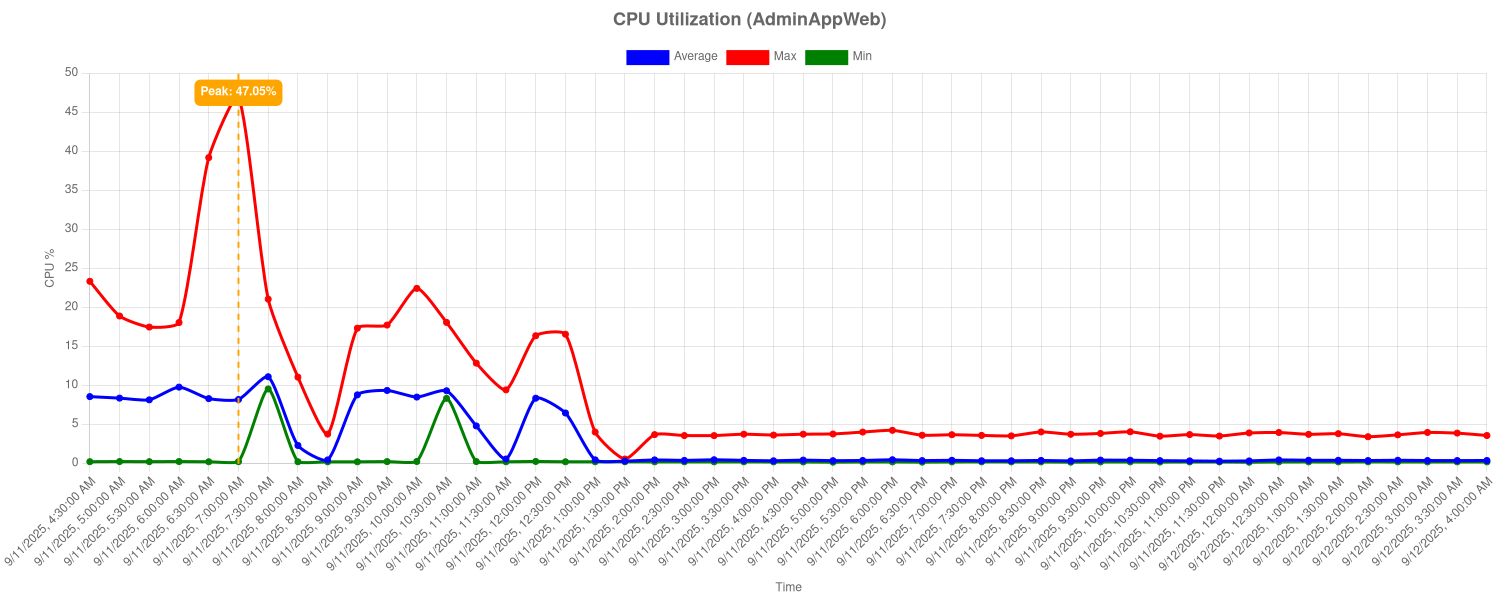 CPU Utilization (AdminAppWeb)
Average Max Min
Peak: 47.05%
50
45
40
35
30
25
20
15
10
5
0
CPU %
9/11/2025, 4:30:00 AM
9/11/2025, 5:00:00 AM
9/11/2025, 5:30:00 AM
9/11/2025, 6:00:00 AM
9/11/2025, 6:30:00 AM
9/11/2025, 7:00:00 AM
9/11/2025, 7:30:00 AM
9/11/2025, 8:00:00 AM
9/11/2025, 8:30:00 AM
9/11/2025, 9:00:00 AM
9/11/2025, 9:30:00 AM
9/11/2025, 10:00:00 AM
9/11/2025, 10:30:00 AM
9/11/2025, 11:00:00 AM
9/11/2025, 11:30:00 AM
9/11/2025, 12:00:00 PM
9/11/2025, 12:30:00 PM
9/11/2025, 1:00:00 PM
9/11/2025, 1:30:00 PM
9/11/2025, 2:00:00 PM
9/11/2025, 2:30:00 PM
9/11/2025, 3:00:00 PM
9/11/2025, 3:30:00 PM
9/11/2025, 4:00:00 PM
9/11/2025, 4:30:00 PM
9/11/2025, 5:00:00 PM
9/11/2025, 5:30:00 PM
9/11/2025, 6:00:00 PM
9/11/2025, 6:30:00 PM
9/11/2025, 7:00:00 PM
9/11/2025, 7:30:00 PM
9/11/2025, 8:00:00 PM
9/11/2025, 8:30:00 PM
9/11/2025, 9:00:00 PM
9/11/2025, 9:30:00 PM
9/11/2025, 10:00:00 PM
9/11/2025, 10:30:00 PM
9/11/2025, 11:00:00 PM
9/11/2025, 11:30:00 PM
9/12/2025, 12:00:00 AM
9/12/2025, 12:30:00 AM
9/12/2025, 1:00:00 AM
9/12/2025, 1:30:00 AM
9/12/2025, 2:00:00 AM
9/12/2025, 2:30:00 AM
9/12/2025, 3:00:00 AM
9/12/2025, 3:30:00 AM
9/12/2025, 4:00:00 AM
Time